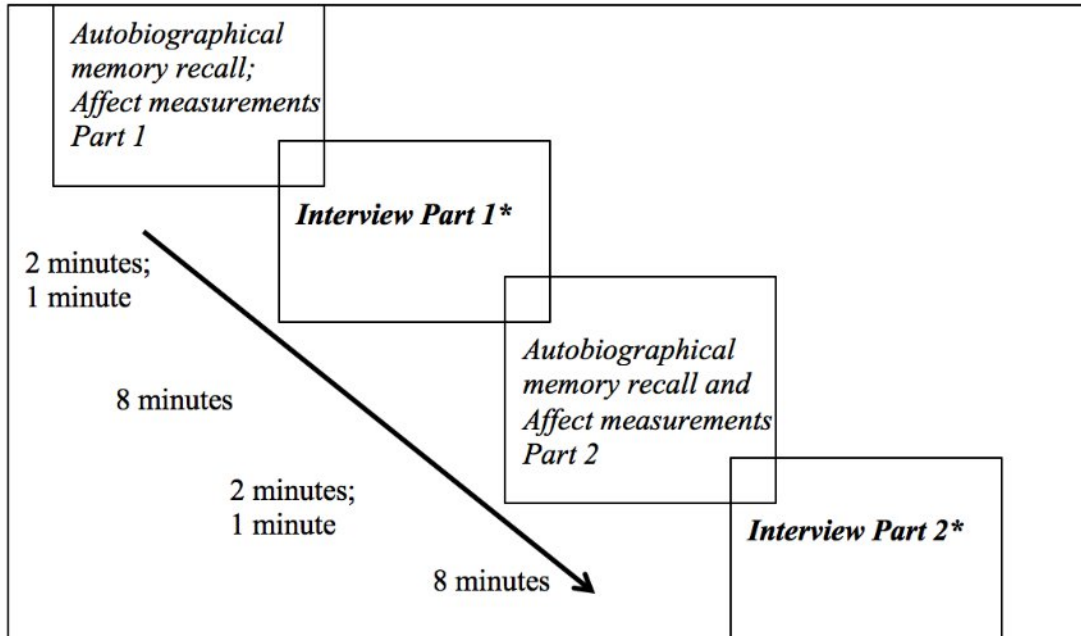 Autobiographical
memory recall;
Affect measurements
Part 1
Interview Part 1*
2 minutes;
1 minute
Autobiographical
memory recall and
Affect measurements
Part 2
8 minutes
2 minutes;
1 minute
Interview Part 2*
8 minutes